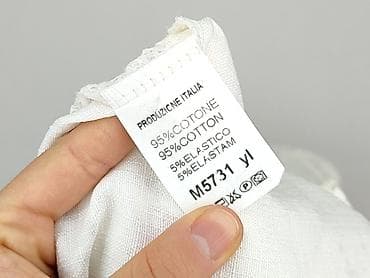 PRODUZIONE ITALIA
95%COTONE
95%COTTON
5%ELASTICO
5%ELASTAM
M5731 yl